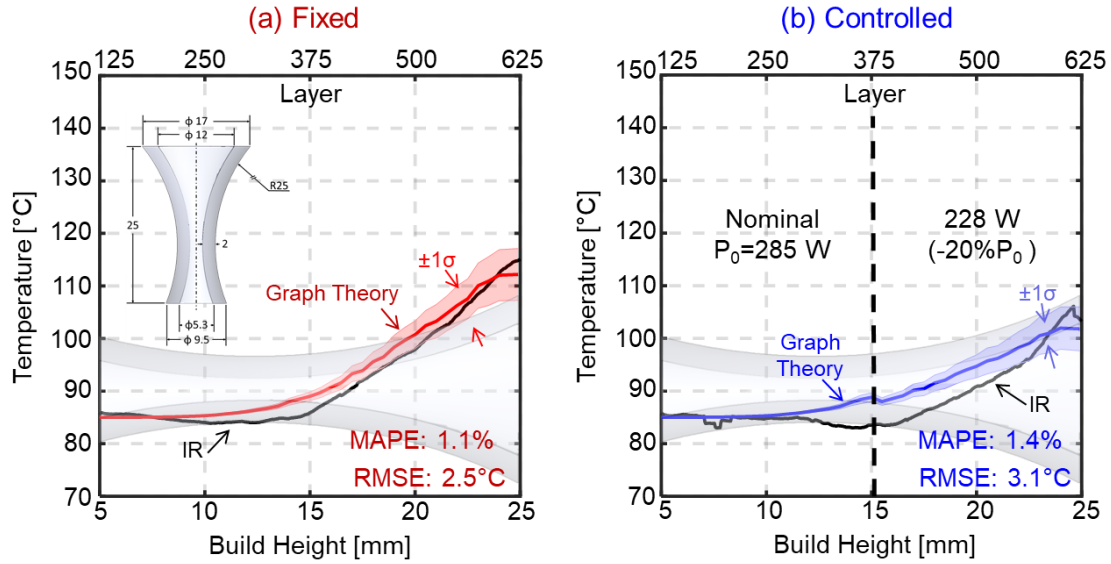 (a) Fixed
125 250 375 500 625
Layer
150
140
130
120
110
100
90
80
70
Temperature [°C]
ϕ 17
ϕ 12
R25
25
2
ϕ5.3
ϕ 9.5
±1σ
Graph Theory
IR
MAPE: 1.1%
RMSE: 2.5°C
5 10 15 20 25
Build Height [mm]
(b) Controlled
125 250 375 500 625
Layer
150
140
130
120
110
100
90
80
70
Temperature [°C]
Nominal
P₀=285 W
228 W
(-20%P₀)
±1σ
Graph
Theory
IR
MAPE: 1.4%
RMSE: 3.1°C
5 10 15 20 25
Build Height [mm]